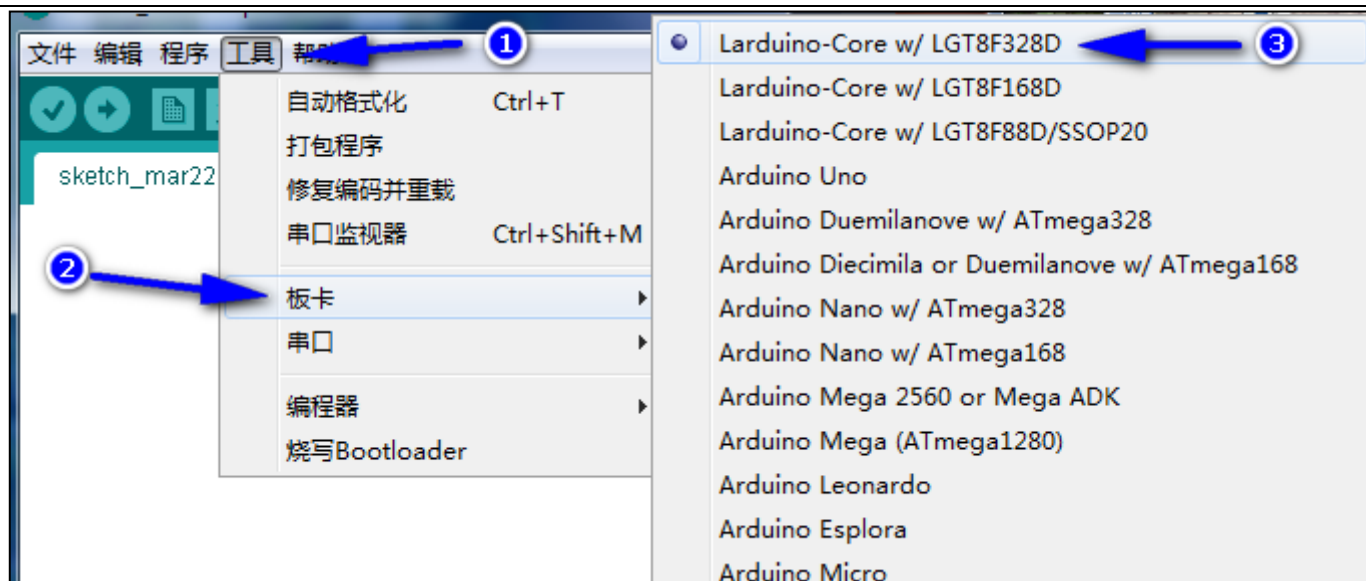 文件 编辑 程序 工具
1
自动格式化 Ctrl+T
打包程序
修复编码并重载
串口监视器 Ctrl+Shift+M
sketch_mar22
2
板卡
串口
编程器
烧写Bootloader
3
Larduino-Core w/ LGT8F328D
Larduino-Core w/ LGT8F168D
Larduino-Core w/ LGT8F88D/SSOP20
Arduino Uno
Arduino Duemilanove w/ ATmega328
Arduino Diecimila or Duemilanove w/ ATmega168
Arduino Nano w/ ATmega328
Arduino Nano w/ ATmega168
Arduino Mega 2560 or Mega ADK
Arduino Mega (ATmega1280)
Arduino Leonardo
Arduino Esplora
Arduino Micro